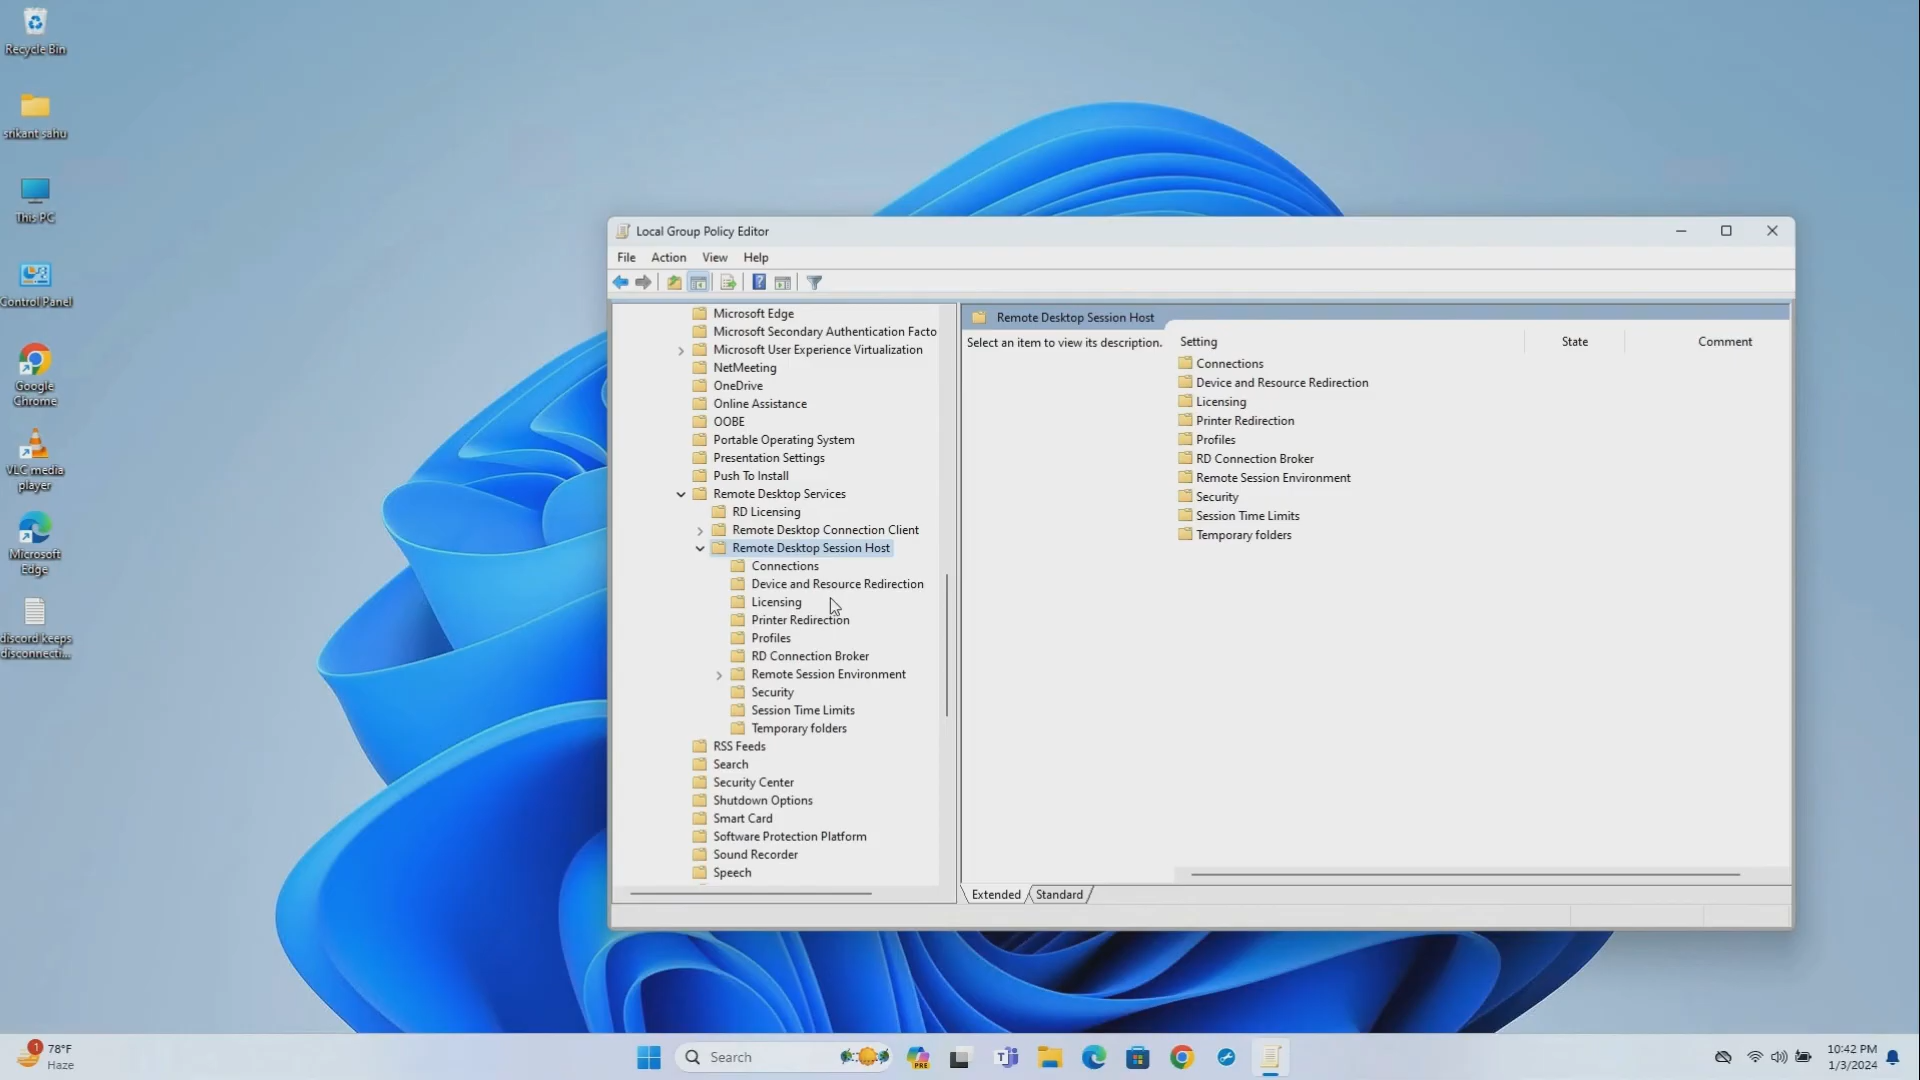 Recycle Bin
srikant sahu
This PC
Control Panel
Google
Chrome
VLC media
player
Microsoft
Edge
discord keeps
disconnecti...
Local Group Policy Editor
File Action View Help
Microsoft Edge
Microsoft Secondary Authentication Facto
Microsoft User Experience Virtualization
NetMeeting
OneDrive
Online Assistance
OOBE
Portable Operating System
Presentation Settings
Push To Install
Remote Desktop Services
RD Licensing
Remote Desktop Connection Client
Remote Desktop Session Host
Connections
Device and Resource Redirection
Licensing
Printer Redirection
Profiles
RD Connection Broker
Remote Session Environment
Security
Session Time Limits
Temporary folders
RSS Feeds
Search
Security Center
Shutdown Options
Smart Card
Software Protection Platform
Sound Recorder
Speech
Remote Desktop Session Host
Select an item to view its description.
Setting State Comment
Connections
Device and Resource Redirection
Licensing
Printer Redirection
Profiles
RD Connection Broker
Remote Session Environment
Security
Session Time Limits
Temporary folders
Extended Standard
1
78°F
Haze
Search
PRE
10:42 PM
1/3/2024